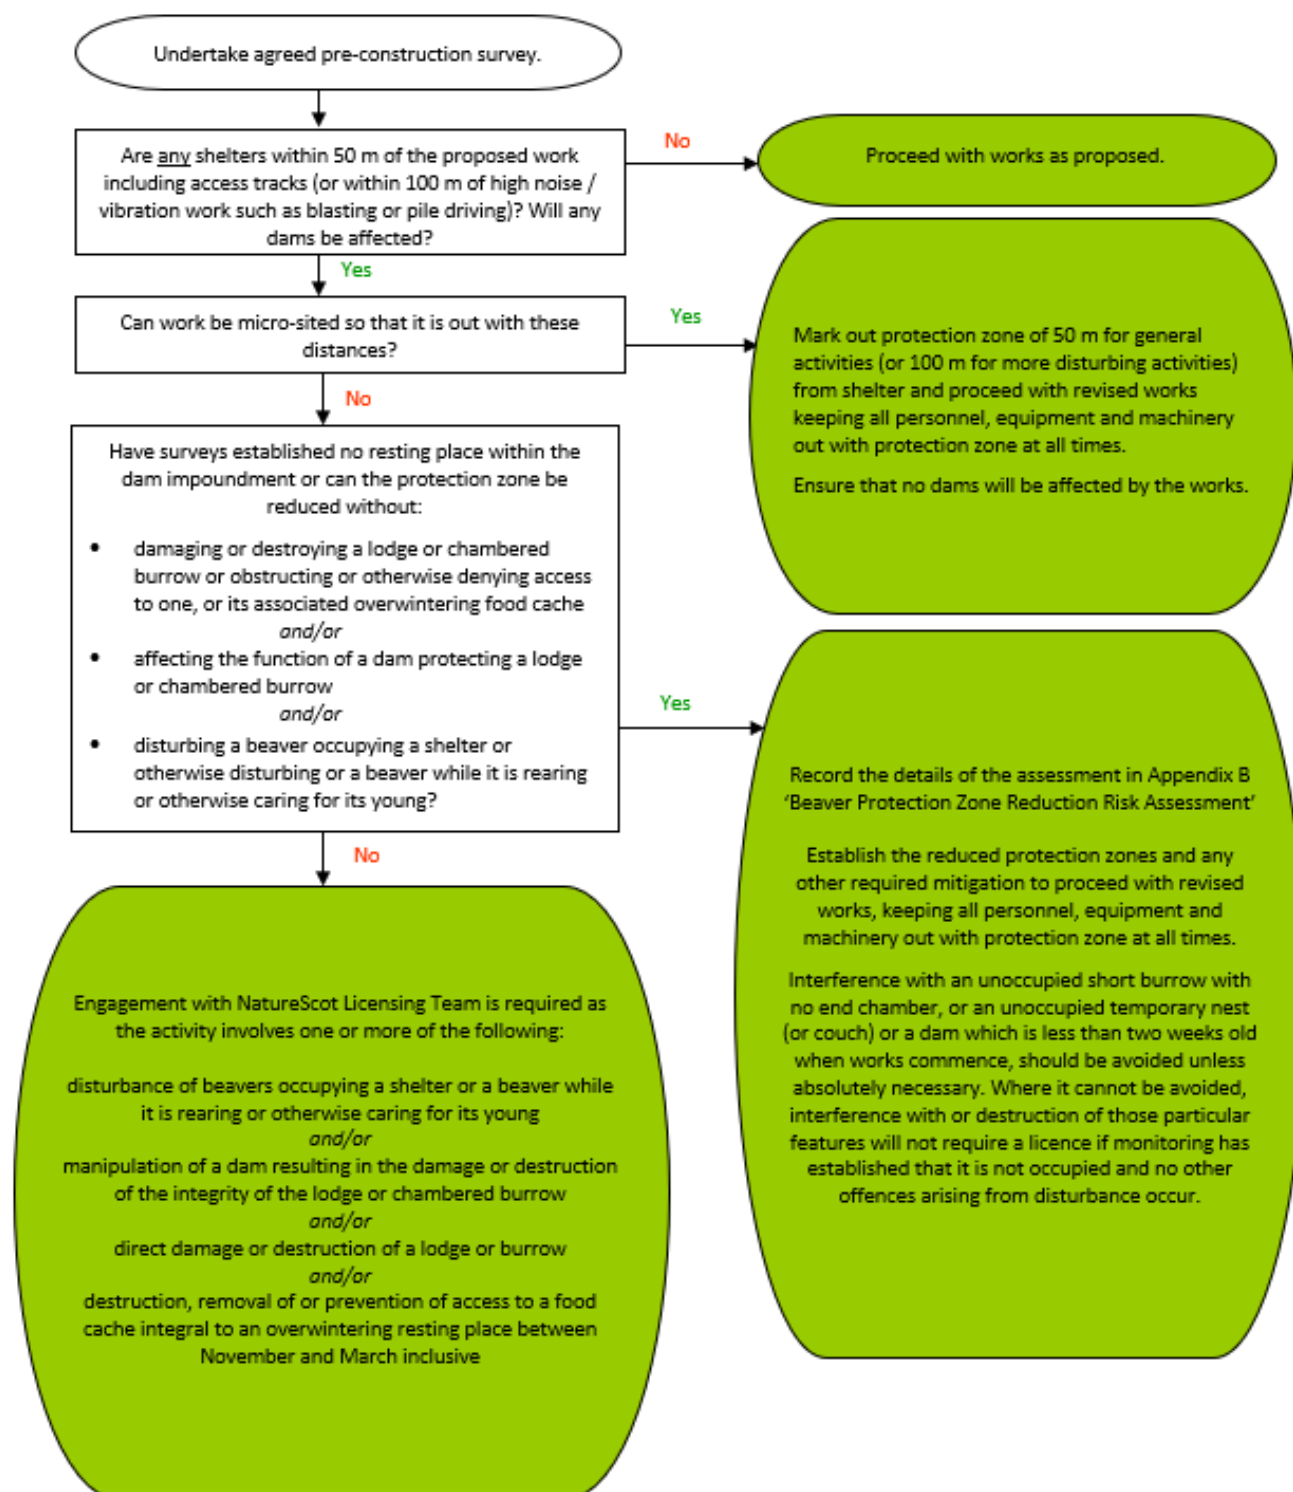 Undertake agreed pre-construction survey.
Are any shelters within 50 m of the proposed work
including access tracks (or within 100 m of high noise /
vibration work such as blasting or pile driving)? Will any
dams be affected?
No
Proceed with works as proposed.
Yes
Can work be micro-sited so that it is out with these
distances?
Yes
Mark out protection zone of 50 m for general
activities (or 100 m for more disturbing activities)
from shelter and proceed with revised works
keeping all personnel, equipment and machinery
out with protection zone at all times.
Ensure that no dams will be affected by the works.
No
Have surveys established no resting place within the
dam impoundment or can the protection zone be
reduced without:
• damaging or destroying a lodge or chambered
burrow or obstructing or otherwise denying access
to one, or its associated overwintering food cache
and/or
• affecting the function of a dam protecting a lodge
or chambered burrow
and/or
• disturbing a beaver occupying a shelter or
otherwise disturbing or a beaver while it is rearing
or otherwise caring for its young?
Yes
Record the details of the assessment in Appendix B
‘Beaver Protection Zone Reduction Risk Assessment’
Establish the reduced protection zones and any
other required mitigation to proceed with revised
works, keeping all personnel, equipment and
machinery out with protection zone at all times.
Interference with an unoccupied short burrow with
no end chamber, or an unoccupied temporary nest
(or couch) or a dam which is less than two weeks old
when works commence, should be avoided unless
absolutely necessary. Where it cannot be avoided,
interference with or destruction of those particular
features will not require a licence if monitoring has
established that it is not occupied and no other
offences arising from disturbance occur.
No
Engagement with NatureScot Licensing Team is required as
the activity involves one or more of the following:
disturbance of beavers occupying a shelter or a beaver while
it is rearing or otherwise caring for its young
and/or
manipulation of a dam resulting in the damage or destruction
of the integrity of the lodge or chambered burrow
and/or
direct damage or destruction of a lodge or burrow
and/or
destruction, removal of or prevention of access to a food
cache integral to an overwintering resting place between
November and March inclusive